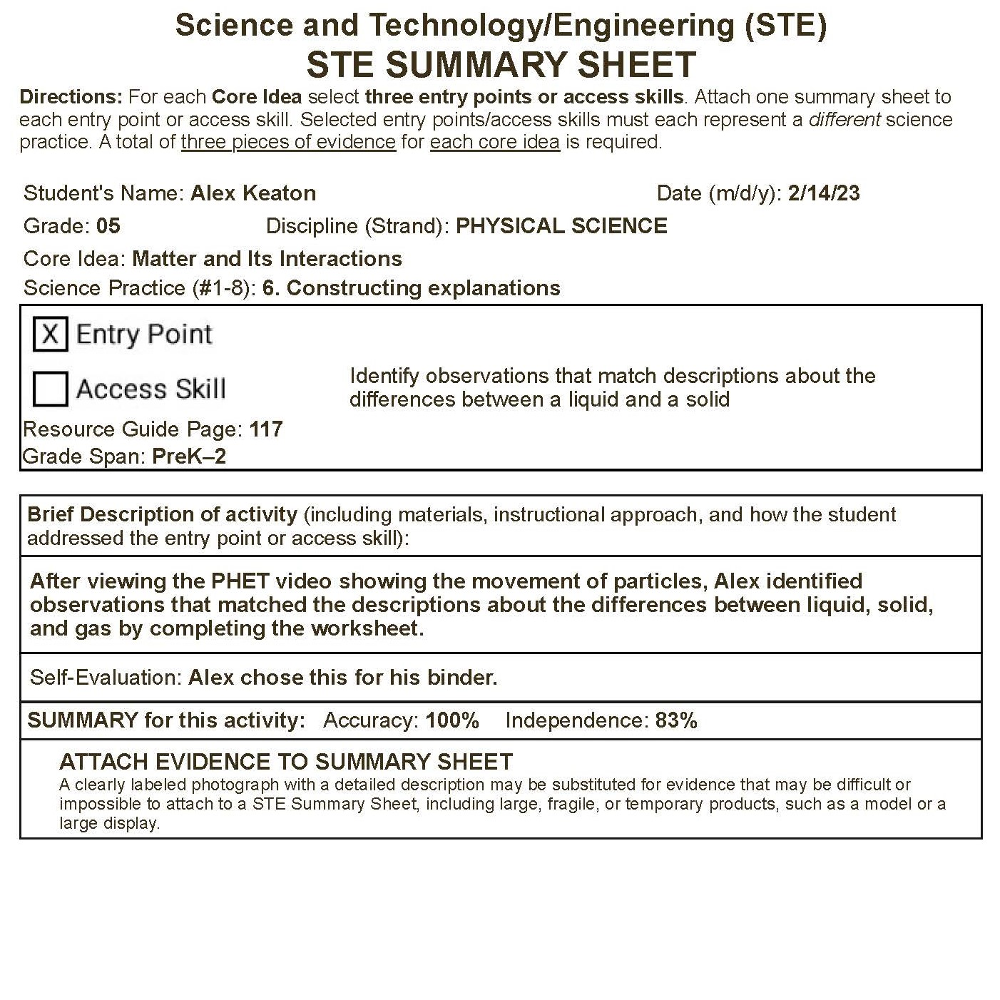 Science and Technology/Engineering (STE)
STE SUMMARY SHEET
Directions: For each Core Idea select three entry points or access skills. Attach one summary sheet to
each entry point or access skill. Selected entry points/access skills must each represent a different science
practice. A total of three pieces of evidence for each core idea is required.
Student's Name: Alex Keaton Date (m/d/y): 2/14/23
Grade: 05 Discipline (Strand): PHYSICAL SCIENCE
Core Idea: Matter and Its Interactions
Science Practice (#1-8): 6. Constructing explanations
X Entry Point
Access Skill
Identify observations that match descriptions about the
differences between a liquid and a solid
Resource Guide Page: 117
Grade Span: PreK–2
Brief Description of activity (including materials, instructional approach, and how the student
addressed the entry point or access skill):
After viewing the PHET video showing the movement of particles, Alex identified
observations that matched the descriptions about the differences between liquid, solid,
and gas by completing the worksheet.
Self-Evaluation: Alex chose this for his binder.
SUMMARY for this activity: Accuracy: 100% Independence: 83%
ATTACH EVIDENCE TO SUMMARY SHEET
A clearly labeled photograph with a detailed description may be substituted for evidence that may be difficult or
impossible to attach to a STE Summary Sheet, including large, fragile, or temporary products, such as a model or a
large display.